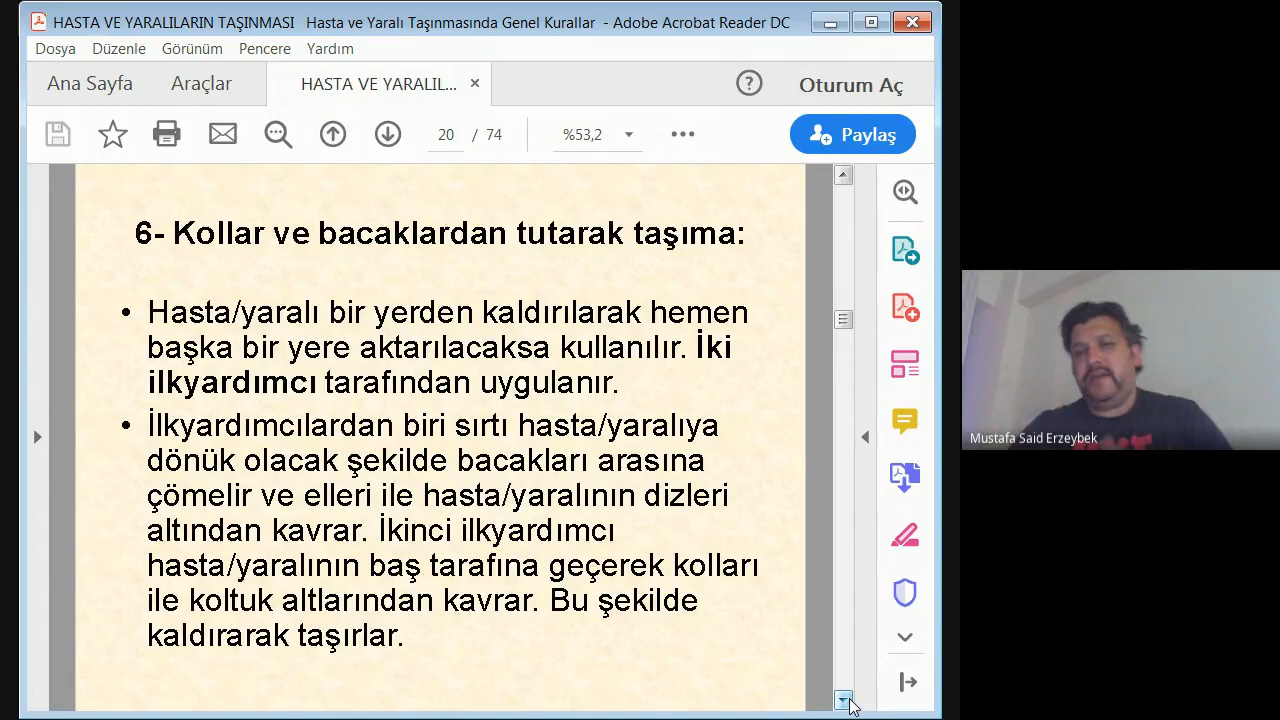 HASTA VE YARALILARIN TAŞINMASI Hasta ve Yaralı Taşınmasında Genel Kurallar - Adobe Acrobat Reader DC
Dosya Düzenle Görünüm Pencere Yardım
Ana Sayfa Araçlar HASTA VE YARALIL... × ? Oturum Aç
20 / 74 %53,2 Paylaş
6- Kollar ve bacaklardan tutarak taşıma:
• Hasta/yaralı bir yerden kaldırılarak hemen
başka bir yere aktarılacaksa kullanılır. İki
ilkyardımcı tarafından uygulanır.
• İlkyardımcılardan biri sırtı hasta/yaralıya
dönük olacak şekilde bacakları arasına
çömelir ve elleri ile hasta/yaralının dizleri
altından kavrar. İkinci ilkyardımcı
hasta/yaralının baş tarafına geçerek kolları
ile koltuk altlarından kavrar. Bu şekilde
kaldırarak taşırlar.
Mustafa Said Erzeybek